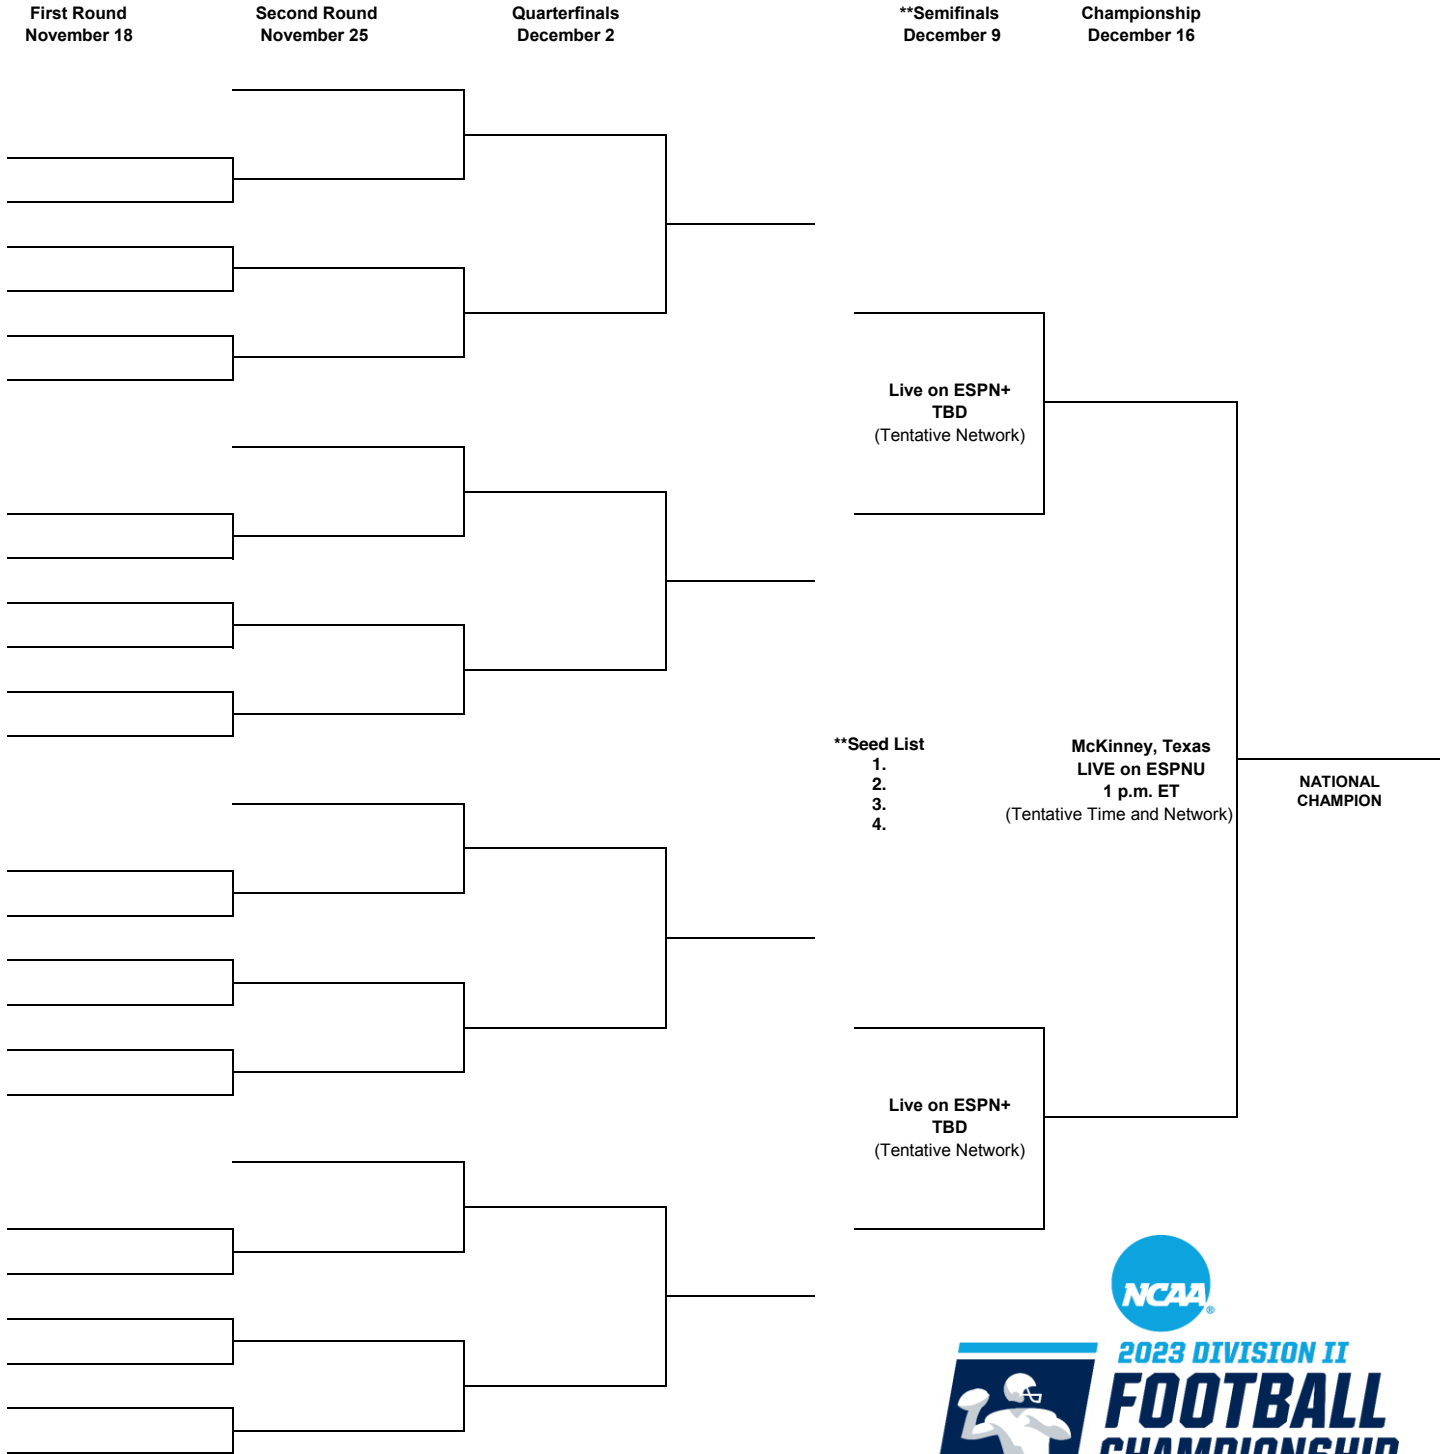 First Round
November 18
Second Round
November 25
Quarterfinals
December 2
**Semifinals
December 9
Championship
December 16
Live on ESPN+
TBD
(Tentative Network)
**Seed List
1.
2.
3.
4.
McKinney, Texas
LIVE on ESPNU
1 p.m. ET
(Tentative Time and Network)
NATIONAL
CHAMPION
Live on ESPN+
TBD
(Tentative Network)
NCAA®
2023 DIVISION II
FOOTBALL
CHAMPIONSHIP